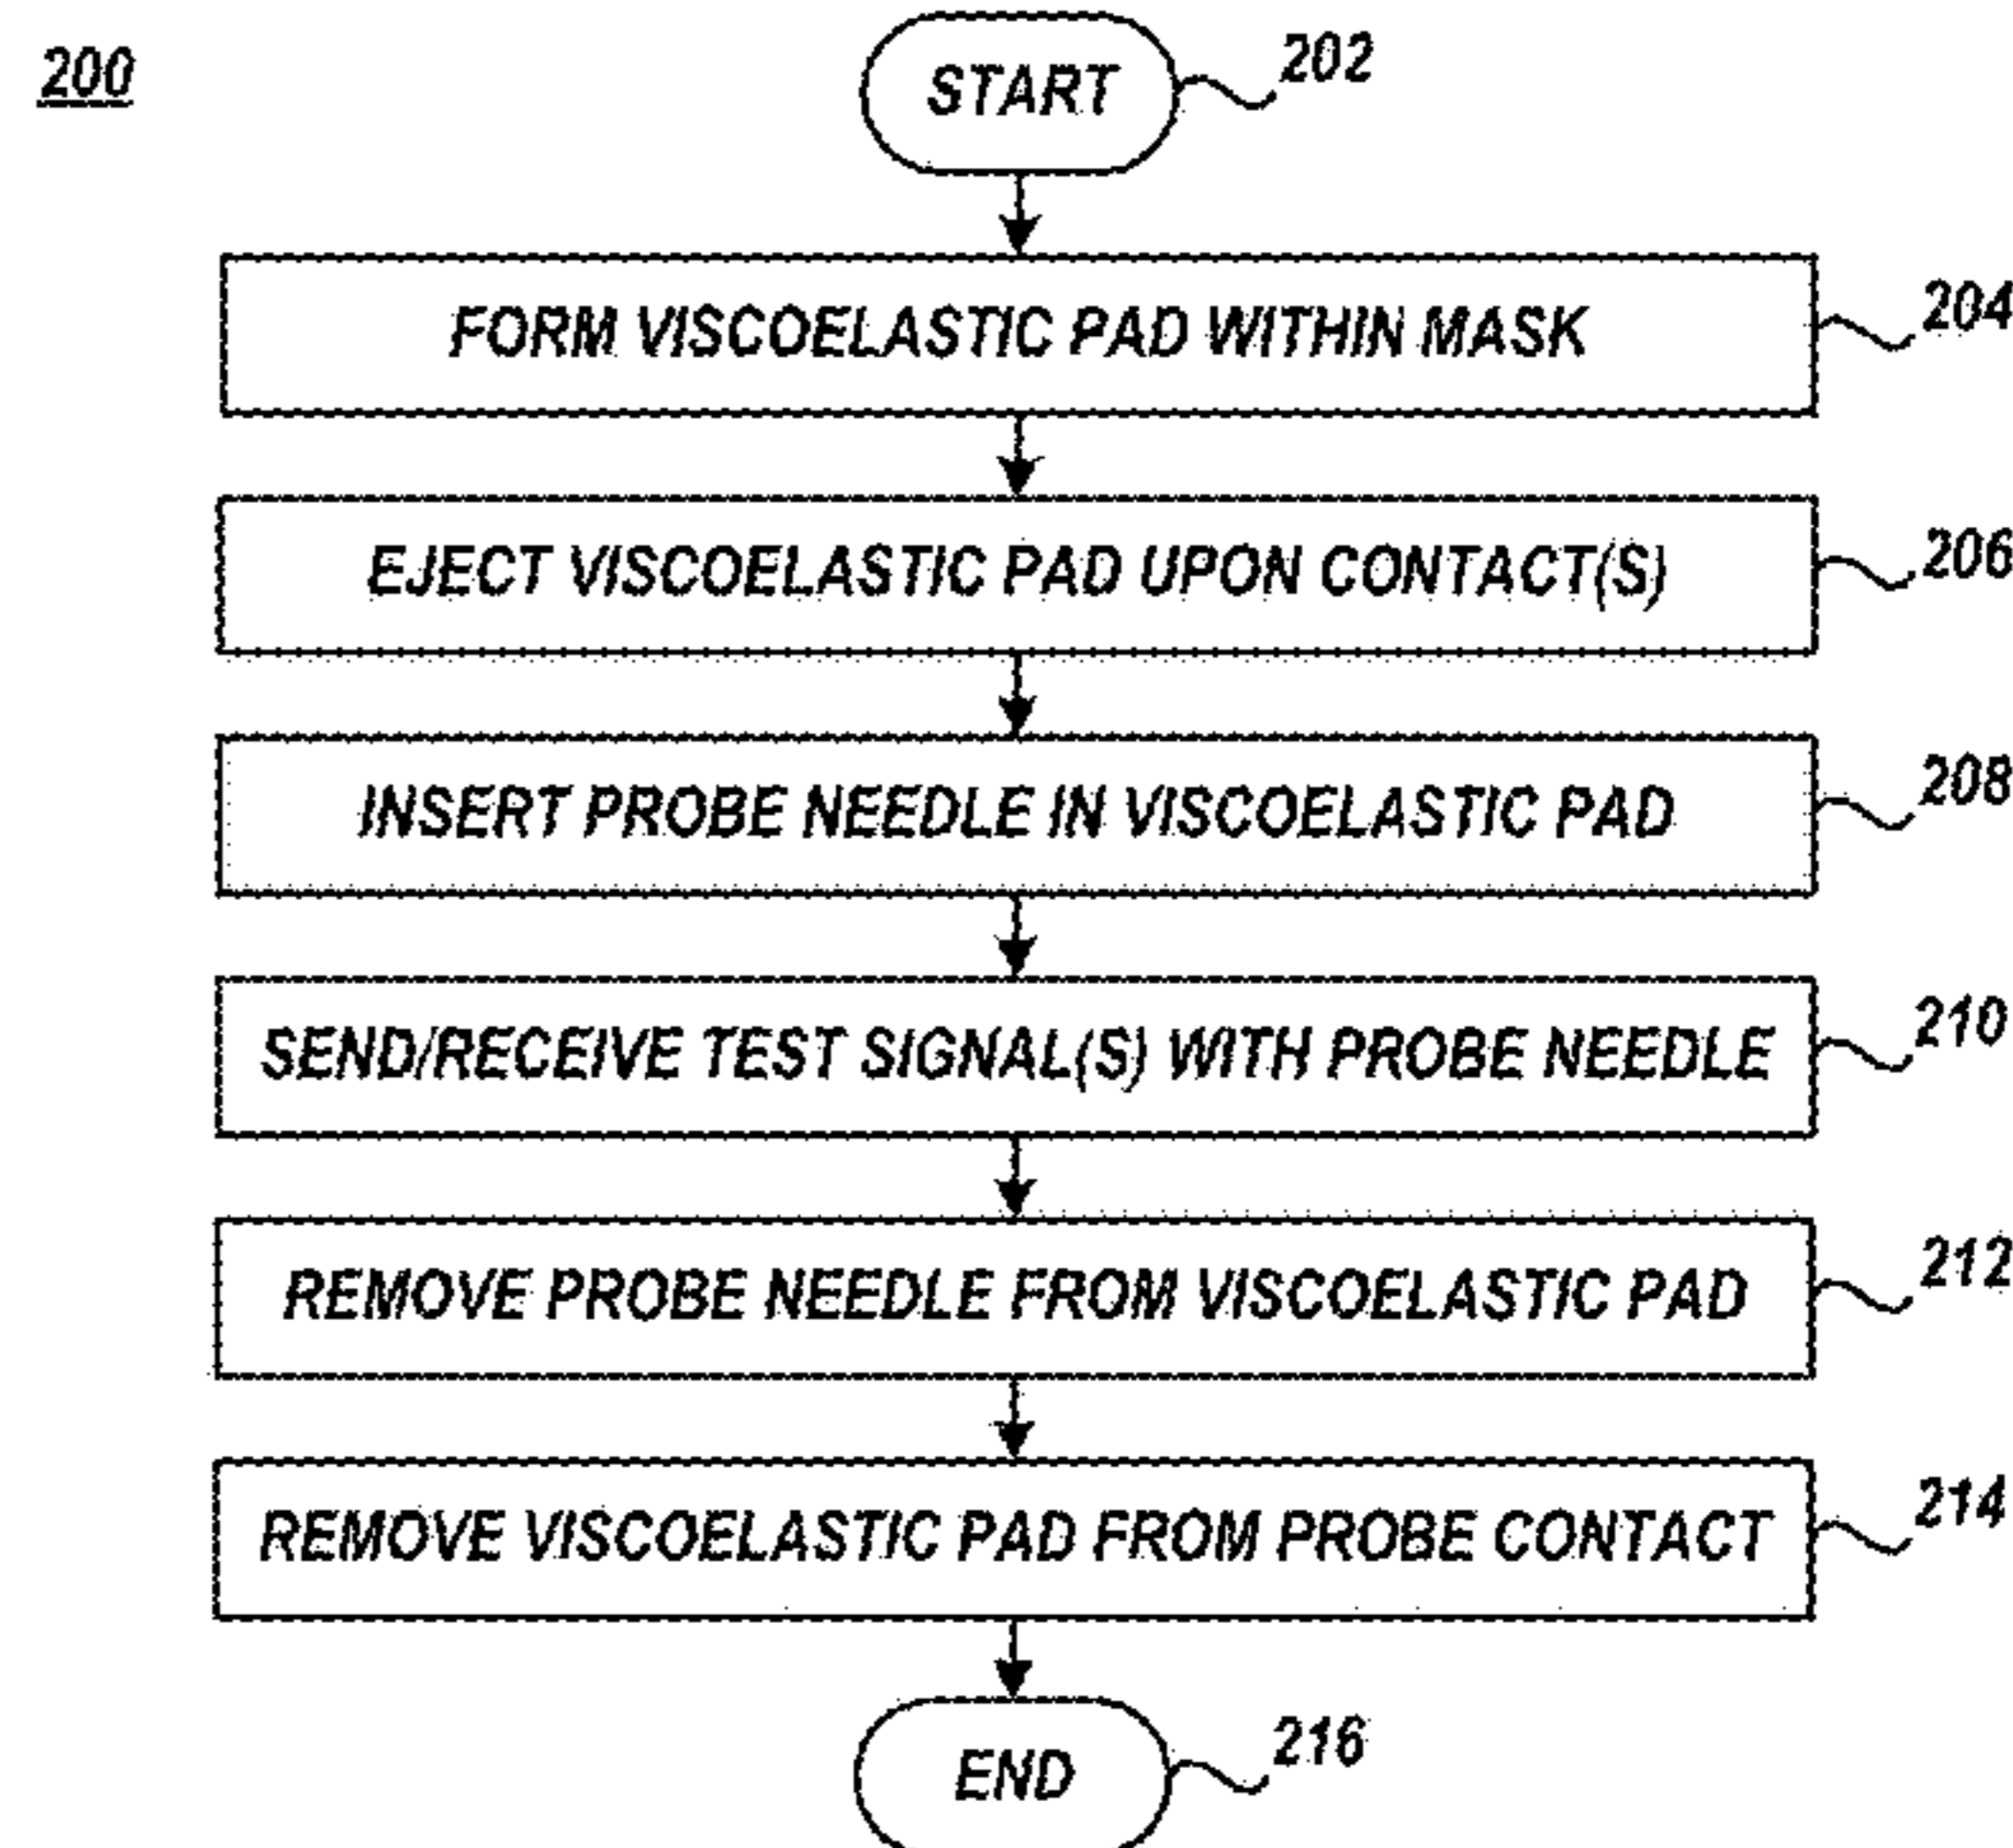 200
START
202
FORM VISCOELASTIC PAD WITHIN MASK
204
EJECT VISCOELASTIC PAD UPON CONTACT(S)
206
INSERT PROBE NEEDLE IN VISCOELASTIC PAD
208
SEND/RECEIVE TEST SIGNAL(S) WITH PROBE NEEDLE
210
REMOVE PROBE NEEDLE FROM VISCOELASTIC PAD
212
REMOVE VISCOELASTIC PAD FROM PROBE CONTACT
214
END
216